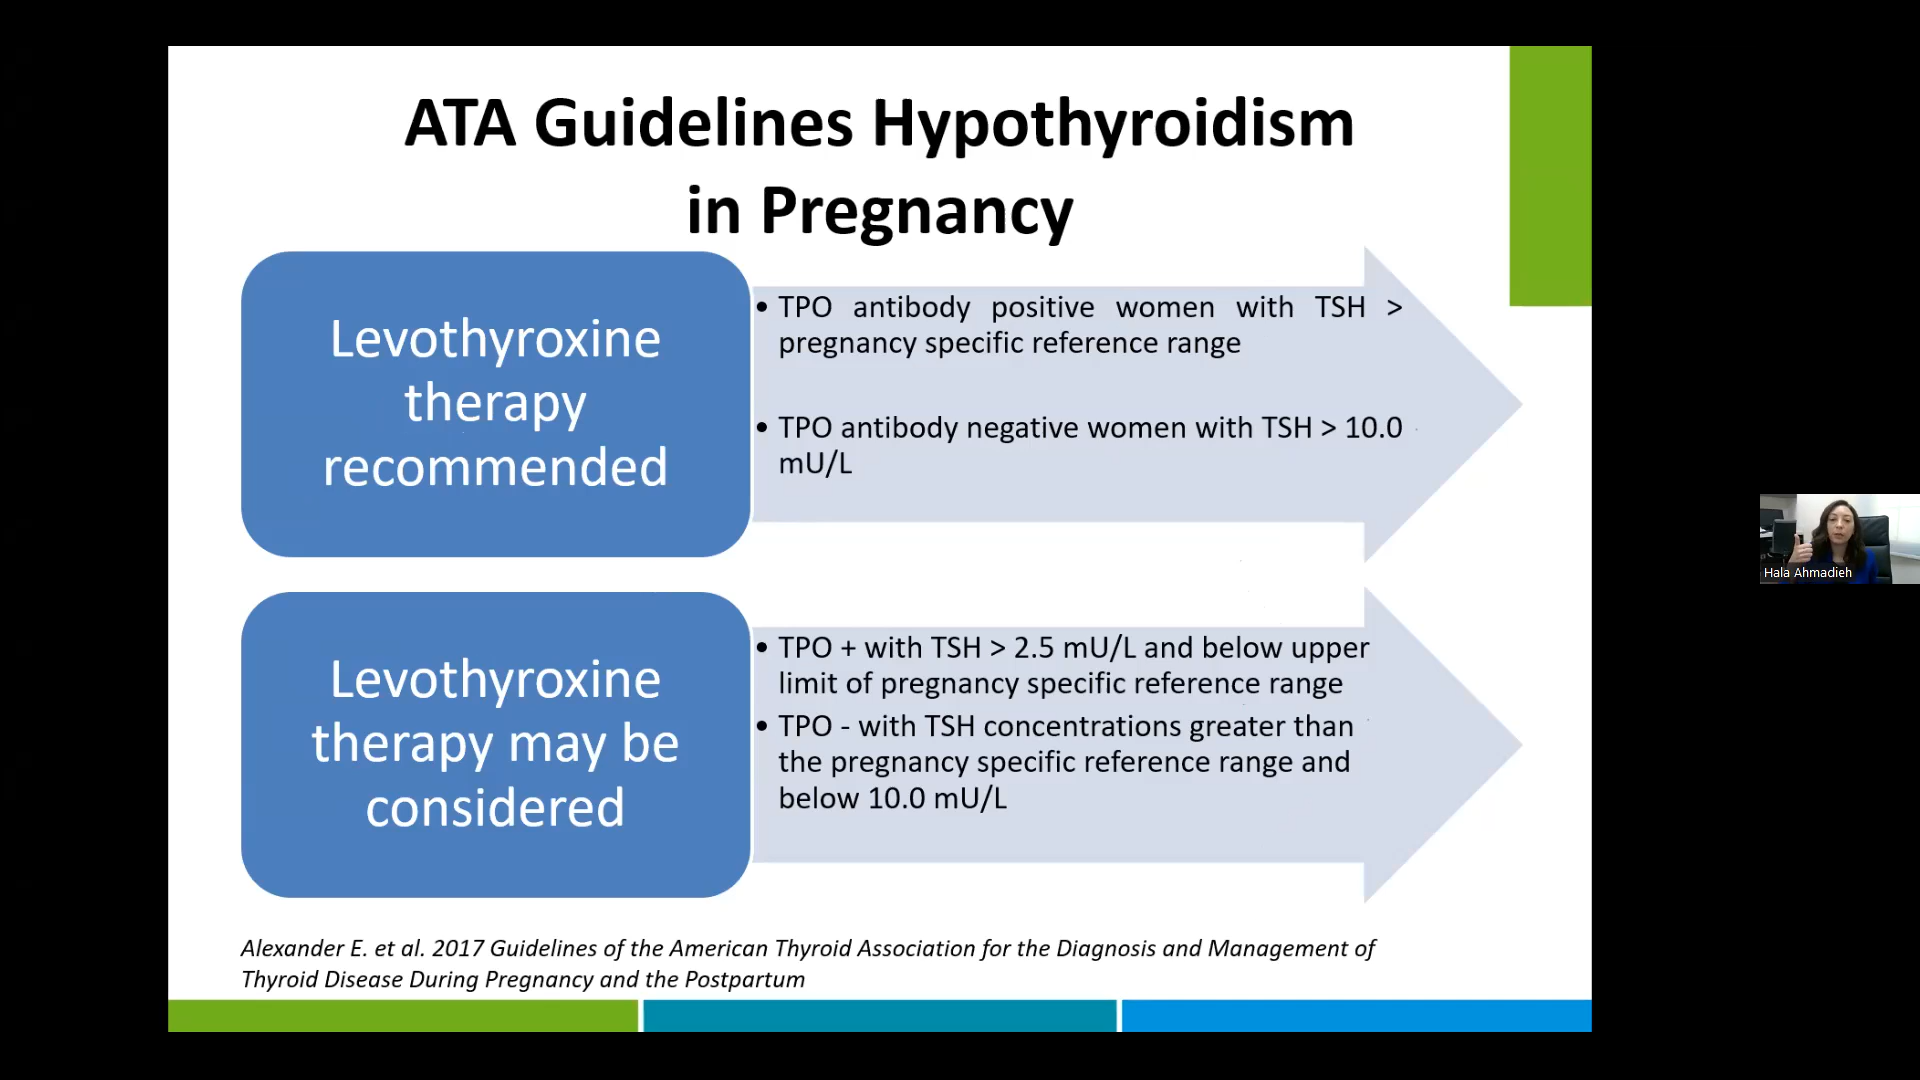 ATA Guidelines Hypothyroidism
in Pregnancy
Levothyroxine
therapy
recommended
• TPO antibody positive women with TSH >
pregnancy specific reference range
• TPO antibody negative women with TSH > 10.0
mU/L
Levothyroxine
therapy may be
considered
• TPO + with TSH > 2.5 mU/L and below upper
limit of pregnancy specific reference range
• TPO - with TSH concentrations greater than
the pregnancy specific reference range and
below 10.0 mU/L
Alexander E. et al. 2017 Guidelines of the American Thyroid Association for the Diagnosis and Management of
Thyroid Disease During Pregnancy and the Postpartum
Hala Ahmadieh